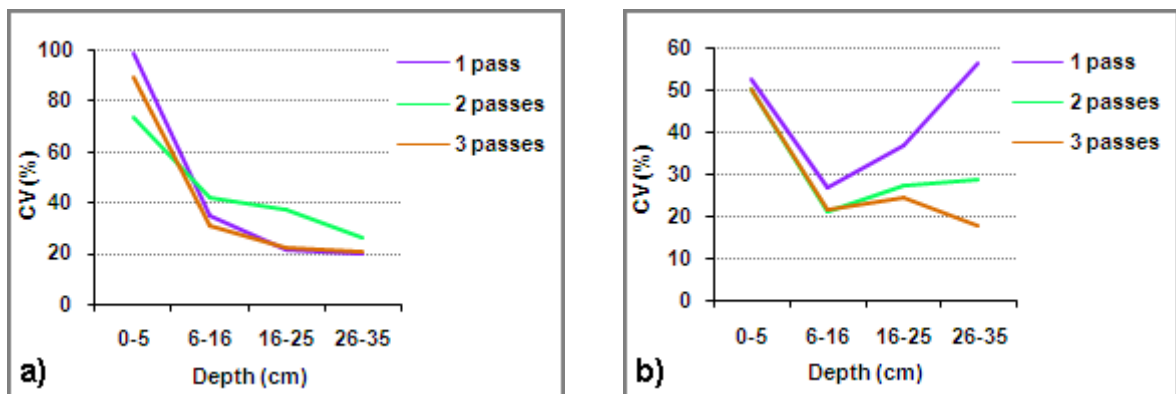 100
80
60
40
20
0
CV (%)
0-5 6-16 16-25 26-35
Depth (cm)
1 pass
2 passes
3 passes
a)
60
50
40
30
20
10
0
CV (%)
0-5 6-16 16-25 26-35
Depth (cm)
1 pass
2 passes
3 passes
b)